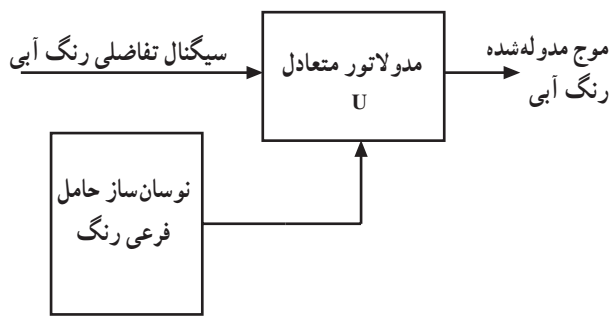 سیگنال تفاضلی رنگ آبی
مدولاتور متعادل
U
موج مدوله‌شده
رنگ آبی
نوسان‌ساز حامل
فرعی رنگ